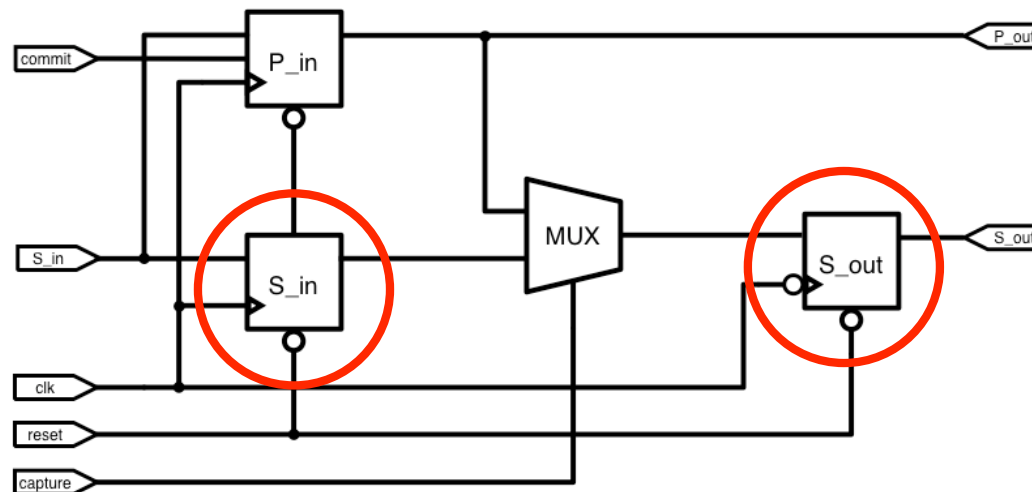 P_in
P_out
commit
MUX
S_in
S_in
S_out
S_out
clk
reset
capture